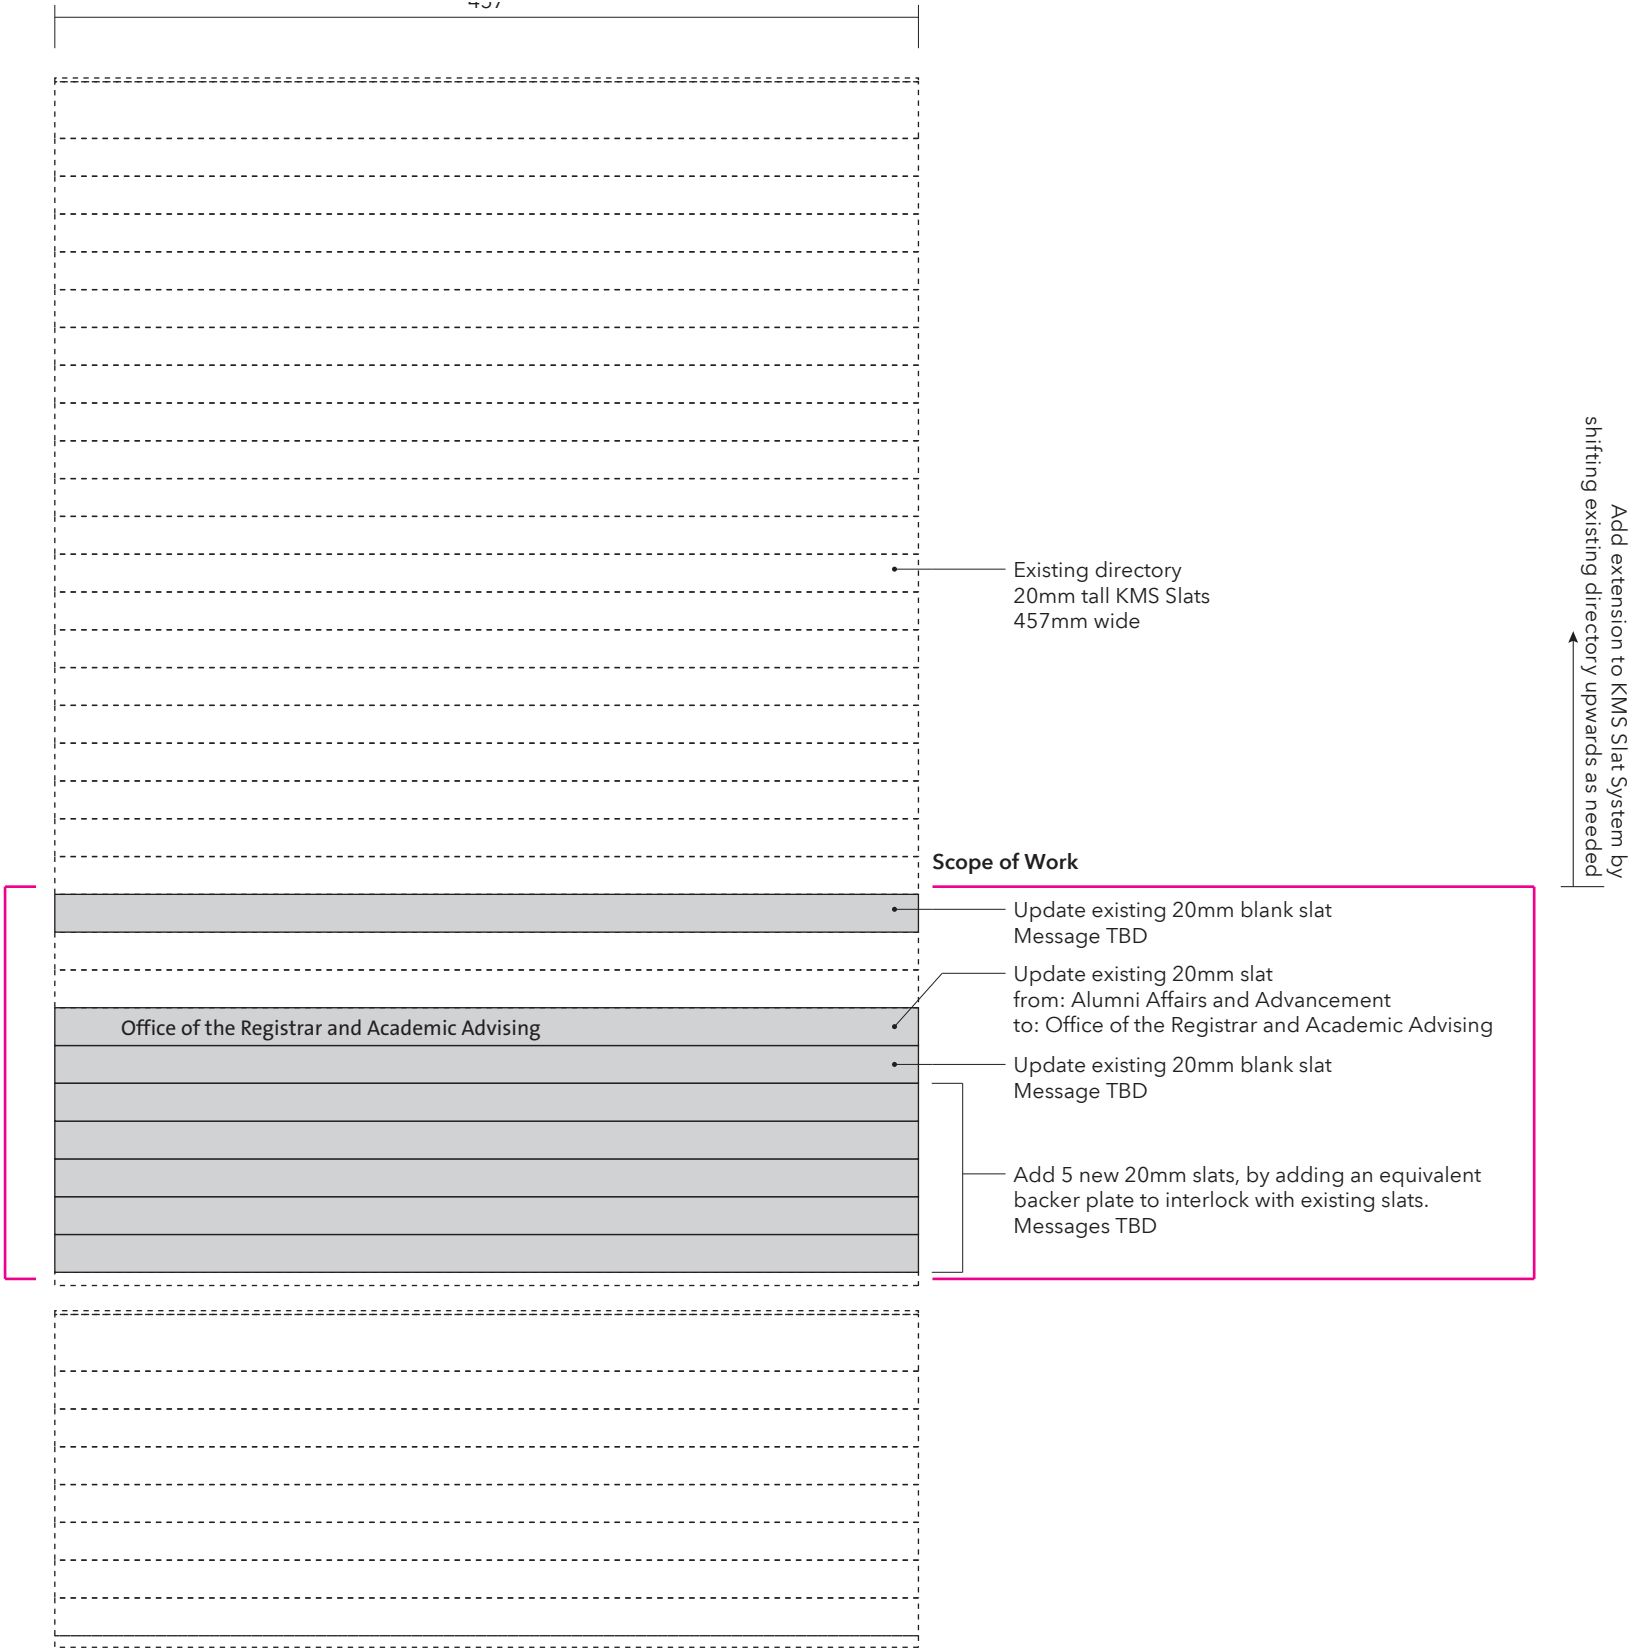 457
Existing directory
20mm tall KMS Slats
457mm wide
Add extension to KMS Slat System by
shifting existing directory upwards as needed
Scope of Work
Update existing 20mm blank slat
Message TBD
Update existing 20mm slat
from: Alumni Affairs and Advancement
to: Office of the Registrar and Academic Advising
Office of the Registrar and Academic Advising
Update existing 20mm blank slat
Message TBD
Add 5 new 20mm slats, by adding an equivalent
backer plate to interlock with existing slats.
Messages TBD